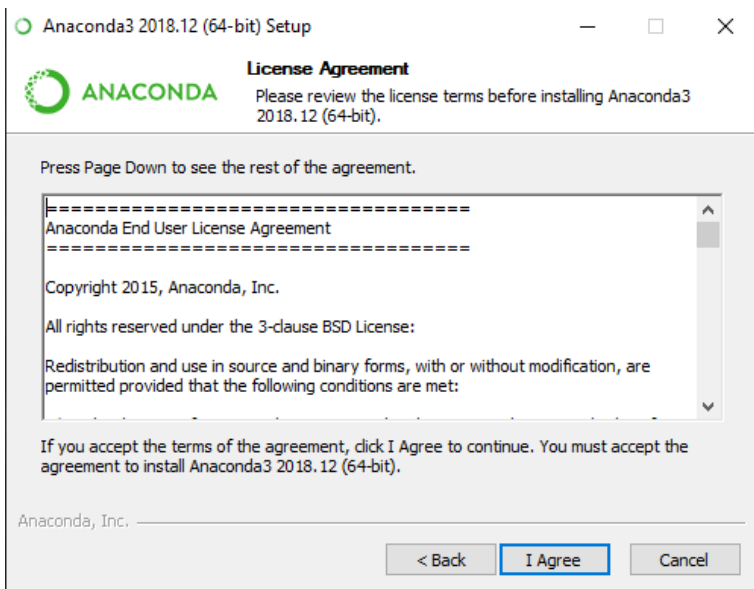 Anaconda3 2018.12 (64-bit) Setup
ANACONDA
License Agreement
Please review the license terms before installing Anaconda3
2018.12 (64-bit).
Press Page Down to see the rest of the agreement.
===================================
Anaconda End User License Agreement
===================================
Copyright 2015, Anaconda, Inc.
All rights reserved under the 3-clause BSD License:
Redistribution and use in source and binary forms, with or without modification, are
permitted provided that the following conditions are met:
If you accept the terms of the agreement, click I Agree to continue. You must accept the
agreement to install Anaconda3 2018.12 (64-bit).
Anaconda, Inc.
< Back
I Agree
Cancel